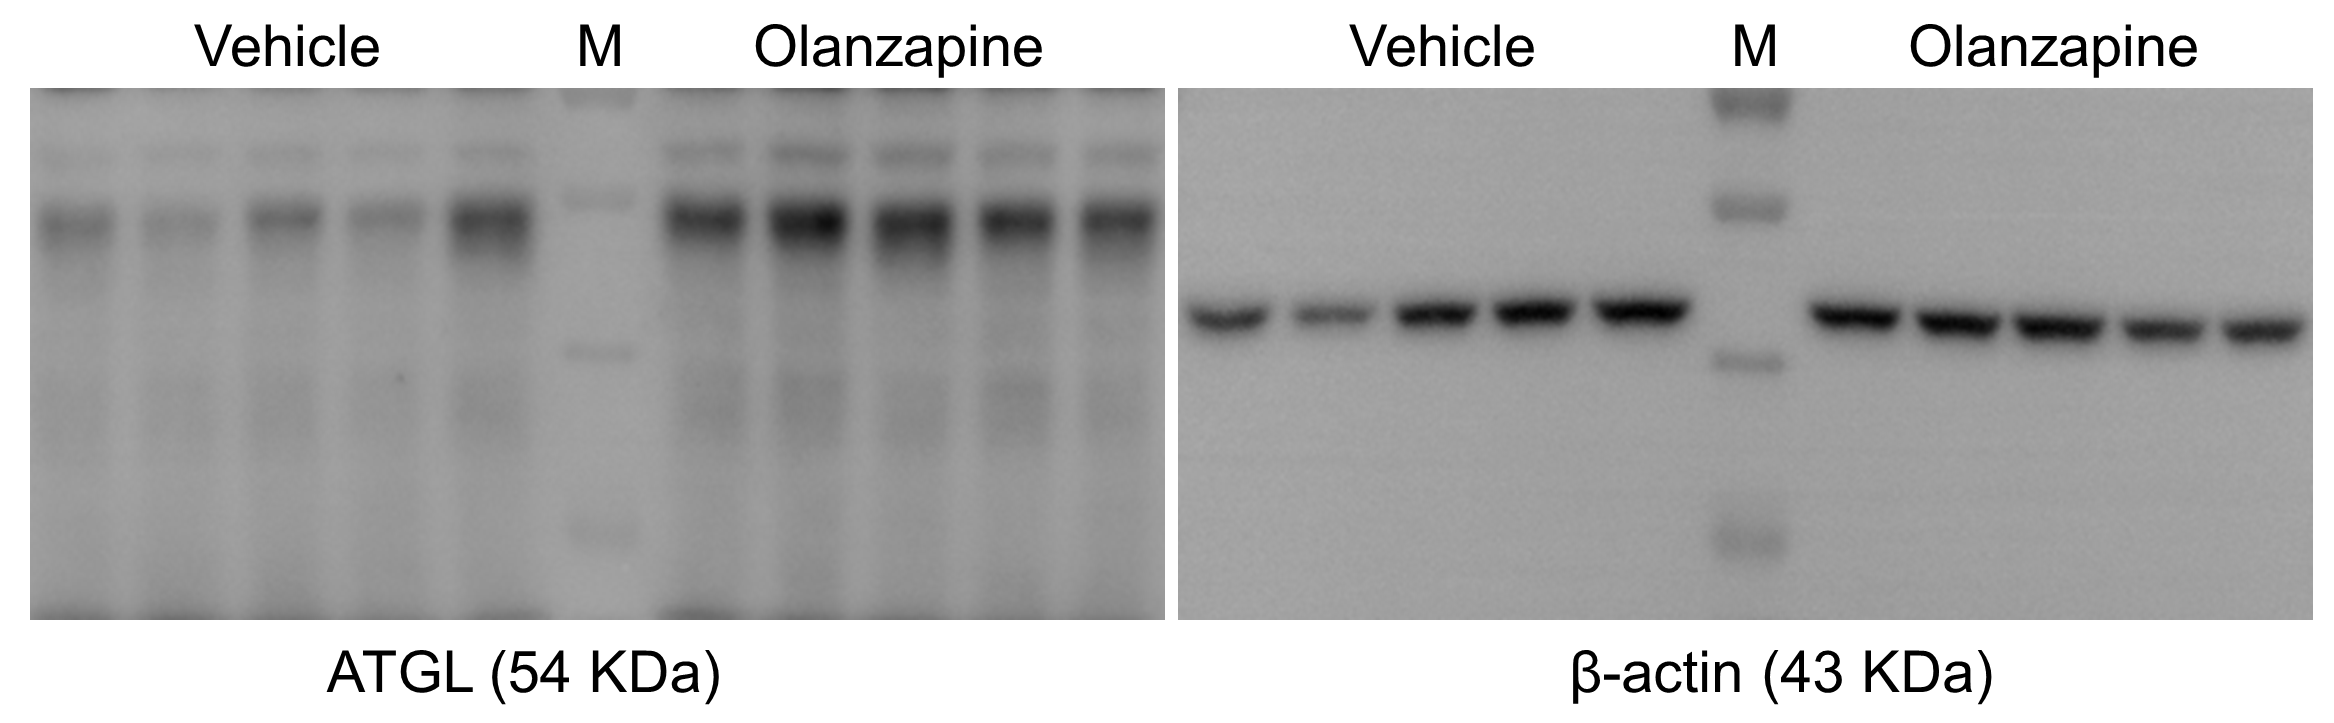 Vehicle M Olanzapine Vehicle M Olanzapine
ATGL (54 KDa) β-actin (43 KDa)